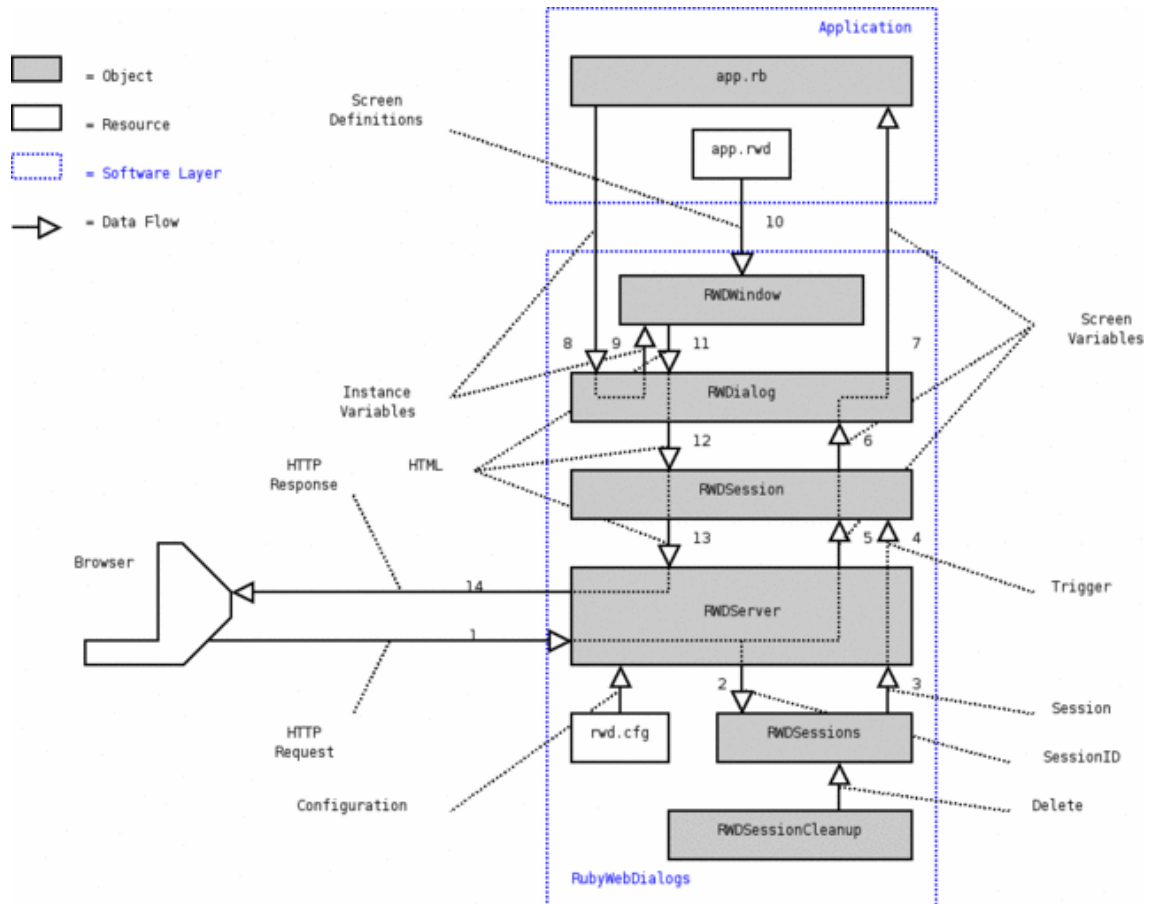 Application
= Object
app.rb
Screen
Definitions
= Resource
app.rwd
= Software Layer
= Data Flow
10
RWDWindow
Screen
Variables
8
9
11
7
Instance
Variables
RWDialog
12
6
HTTP
Response
HTML
RWDSession
13
5
4
Browser
14
Trigger
RWDServer
1
2
3
Session
HTTP
Request
rwd.cfg
RWDSessions
SessionID
Configuration
Delete
RWDSessionCleanup
RubyWebDialogs